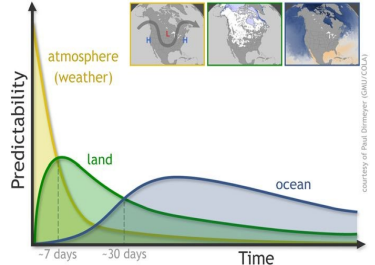 atmosphere
(weather)
H
L
H
Predictability
land
ocean
courtesy of Paul Dirmeyer (GMU/COLA)
~7 days
~30 days
Time